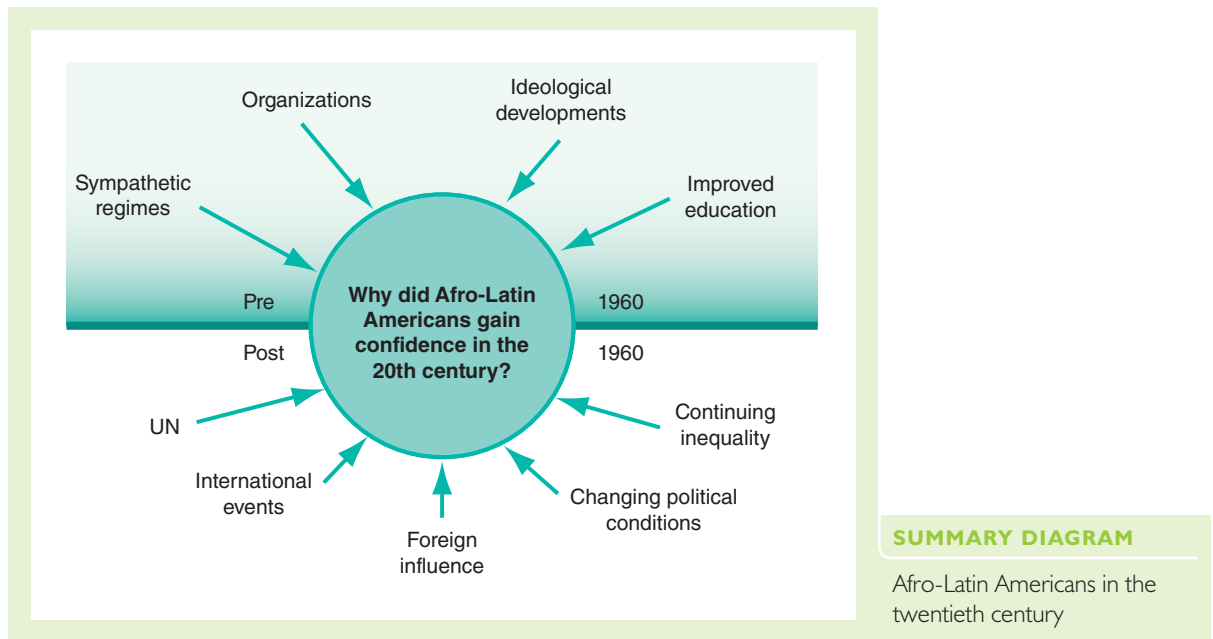 Organizations
Ideological
developments
Sympathetic
regimes
Improved
education
Pre
1960
Why did Afro-Latin
Americans gain
confidence in the
20th century?
Post
1960
UN
Continuing
inequality
International
events
Changing political
conditions
Foreign
influence
SUMMARY DIAGRAM
Afro-Latin Americans in the
twentieth century